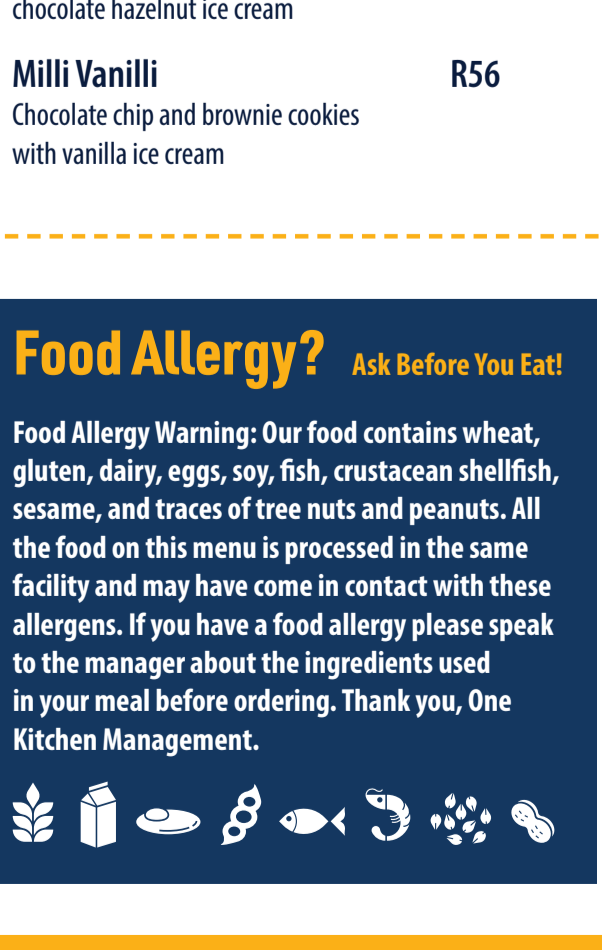 chocolate hazelnut ice cream
Milli Vanilli R56
Chocolate chip and brownie cookies
with vanilla ice cream
Food Allergy? Ask Before You Eat!
Food Allergy Warning: Our food contains wheat,
gluten, dairy, eggs, soy, fish, crustacean shellfish,
sesame, and traces of tree nuts and peanuts. All
the food on this menu is processed in the same
facility and may have come in contact with these
allergens. If you have a food allergy please speak
to the manager about the ingredients used
in your meal before ordering. Thank you, One
Kitchen Management.